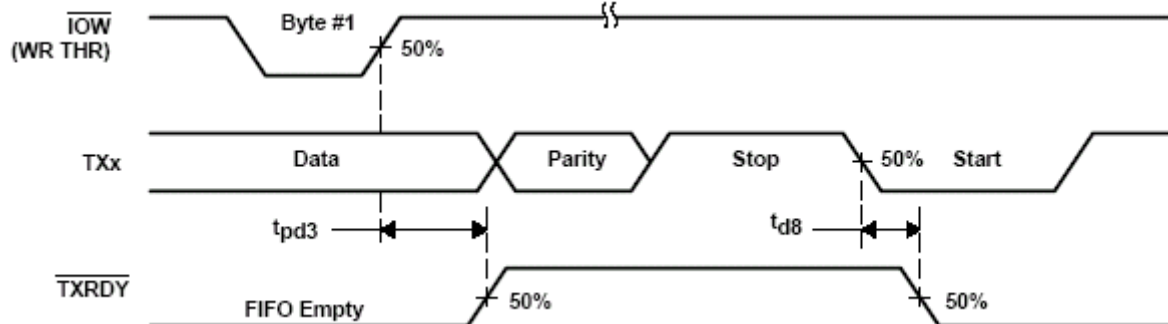 IOW Byte #1
(WR THR) 50%
TXx Data Parity Stop 50% Start
tpd3 td8
TXRDY FIFO Empty 50% 50%